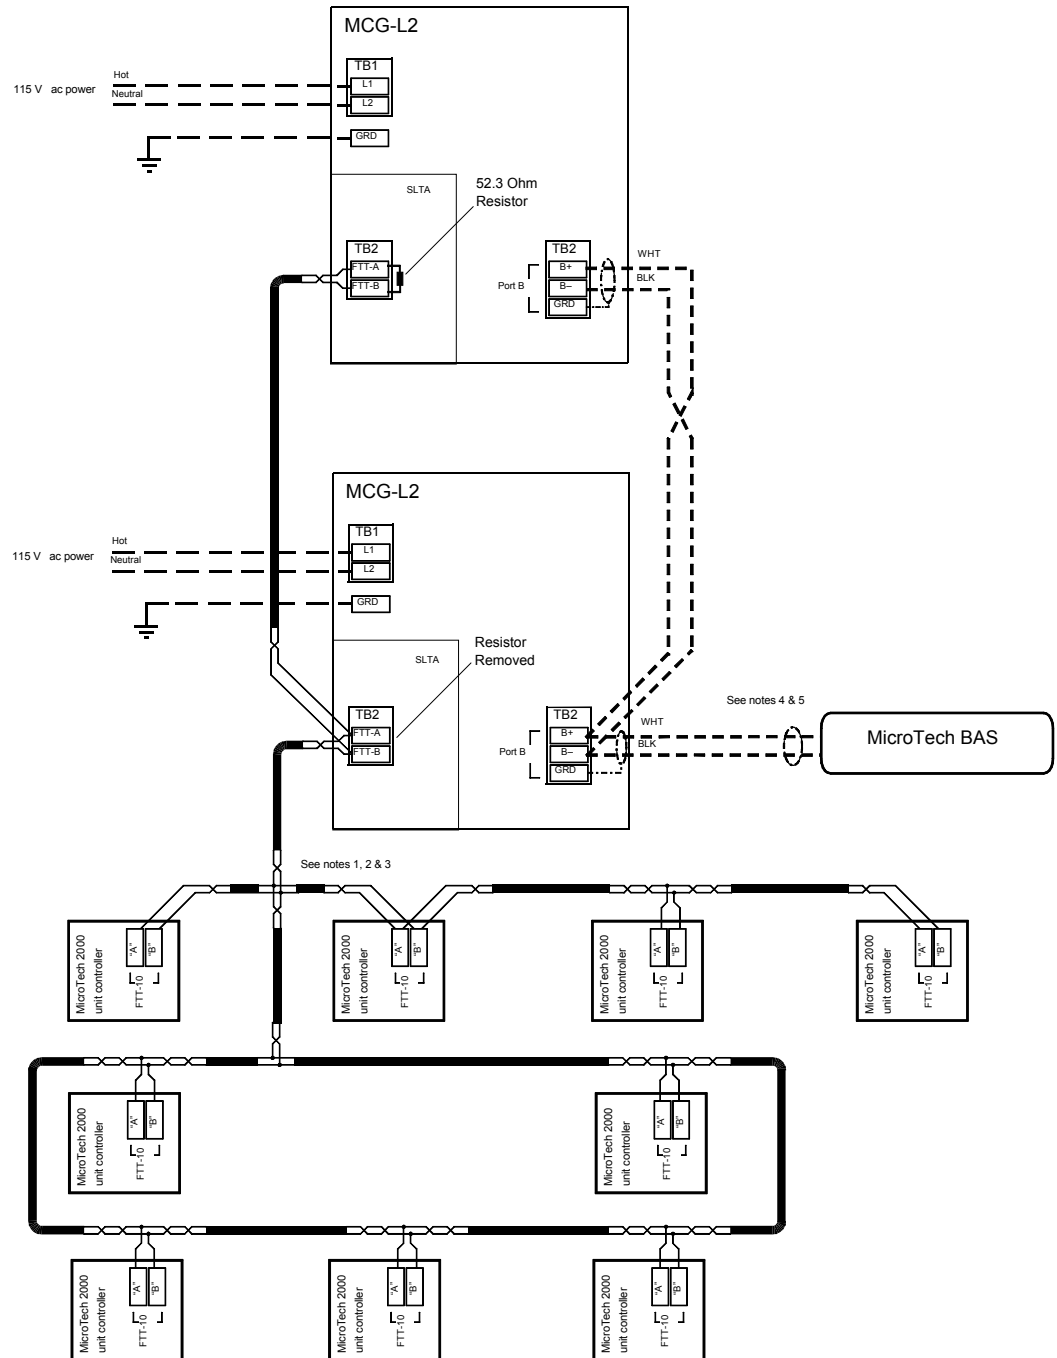 MCG-L2
TB1
L1
L2
GRD
Hot
115 V ac power
Neutral
SLTA
52.3 Ohm
Resistor
TB2
FTT-A
FTT-B
TB2
B+
B–
GRD
Port B
WHT
BLK
MCG-L2
TB1
L1
L2
GRD
Hot
115 V ac power
Neutral
SLTA
Resistor
Removed
TB2
FTT-A
FTT-B
TB2
B+
B–
GRD
Port B
WHT
BLK
See notes 4 & 5
MicroTech BAS
See notes 1, 2 & 3
MicroTech 2000
unit controller
"A"
"B"
FTT-10
MicroTech 2000
unit controller
"A"
"B"
FTT-10
MicroTech 2000
unit controller
"A"
"B"
FTT-10
MicroTech 2000
unit controller
"A"
"B"
FTT-10
MicroTech 2000
unit controller
"A"
"B"
FTT-10
MicroTech 2000
unit controller
"A"
"B"
FTT-10
MicroTech 2000
unit controller
"A"
"B"
FTT-10
MicroTech 2000
unit controller
"A"
"B"
FTT-10
MicroTech 2000
unit controller
"A"
"B"
FTT-10